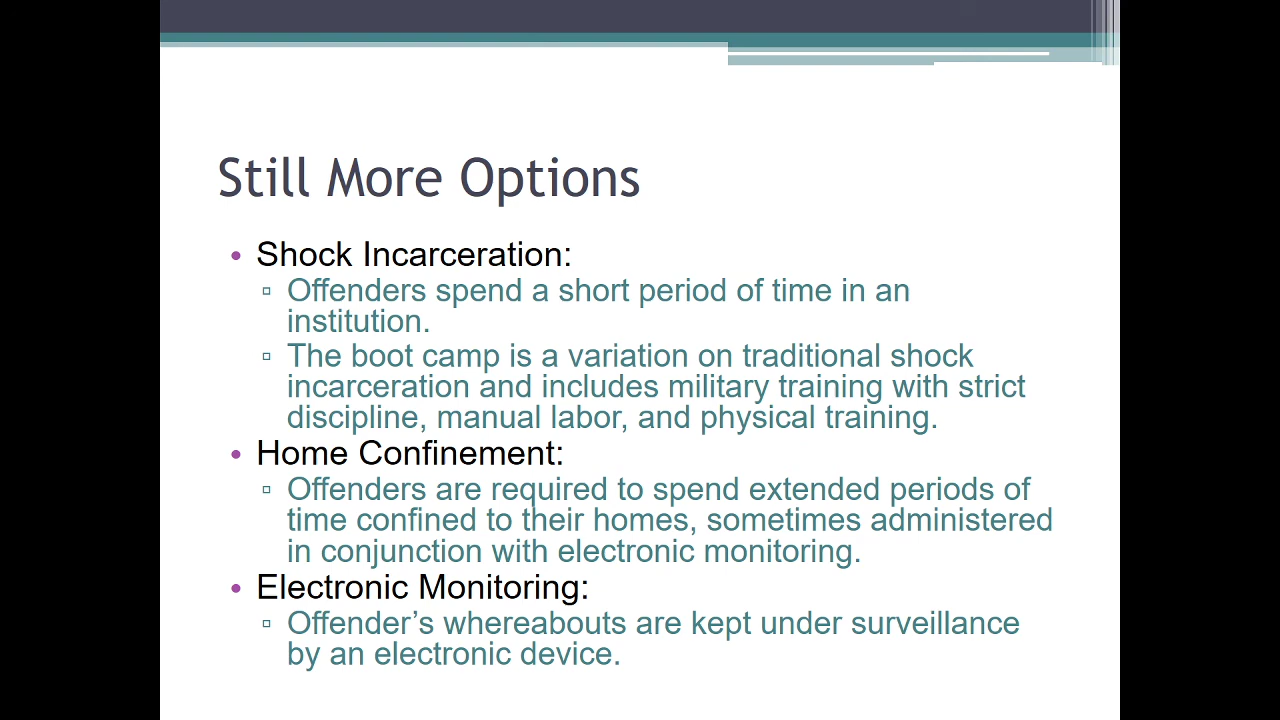 Still More Options
• Shock Incarceration:
▫ Offenders spend a short period of time in an
institution.
▫ The boot camp is a variation on traditional shock
incarceration and includes military training with strict
discipline, manual labor, and physical training.
• Home Confinement:
▫ Offenders are required to spend extended periods of
time confined to their homes, sometimes administered
in conjunction with electronic monitoring.
• Electronic Monitoring:
▫ Offender’s whereabouts are kept under surveillance
by an electronic device.